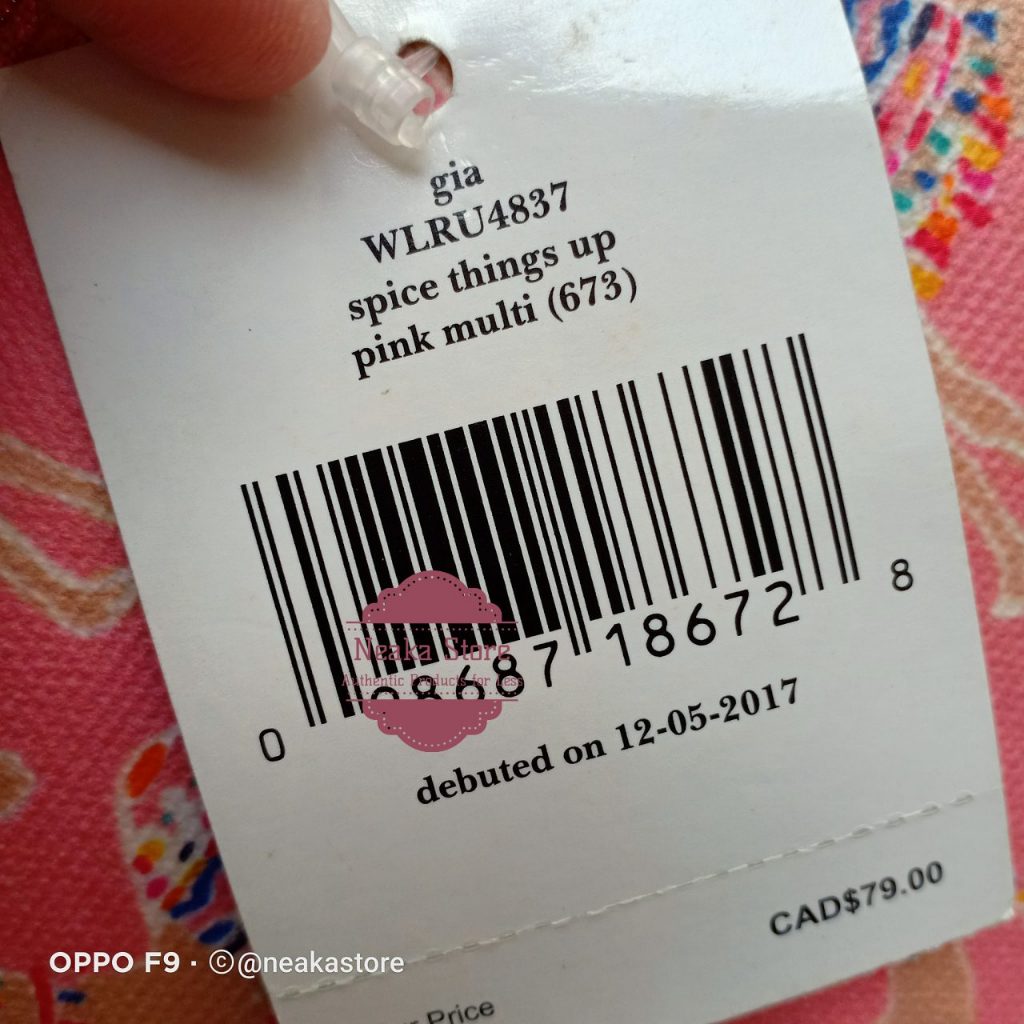 gia
WLRU4837
spice things up
pink multi (673)
0 98687 18672 8
Neaka Store
Authentic Products for Less
debuted on 12-05-2017
CAD$79.00
Price
OPPO F9 · ©@neakastore